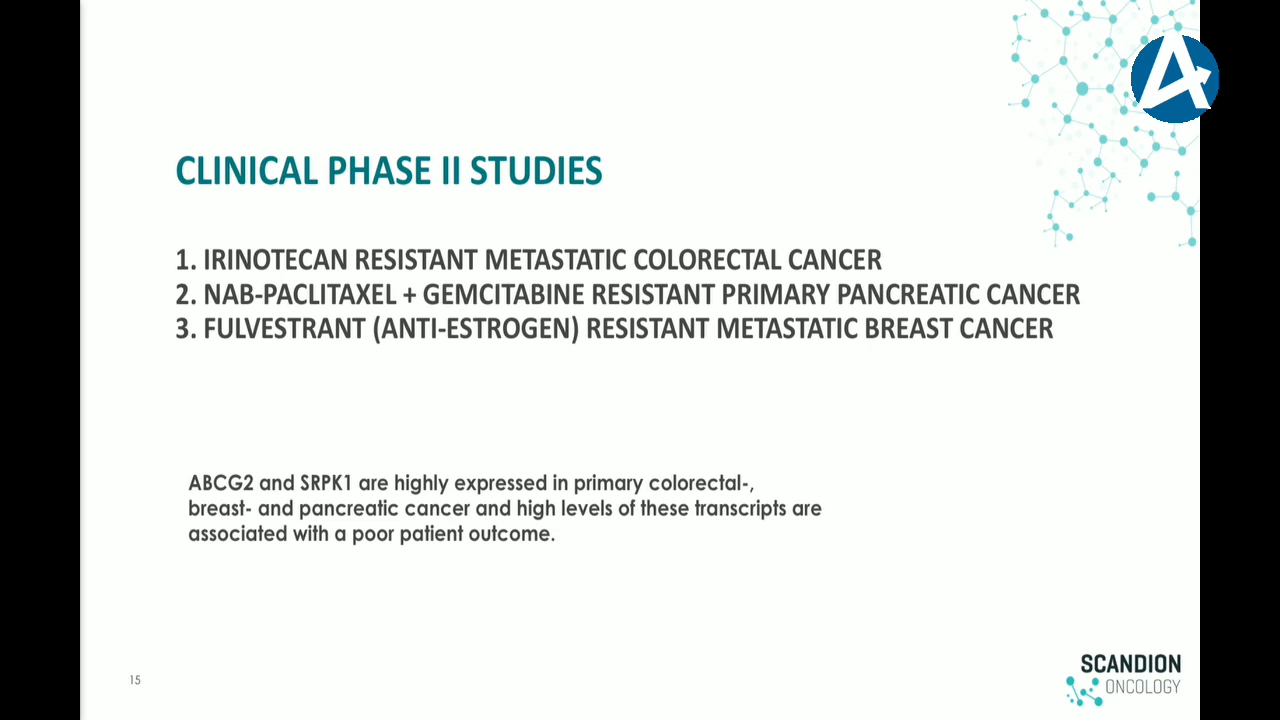 CLINICAL PHASE II STUDIES
1. IRINOTECAN RESISTANT METASTATIC COLORECTAL CANCER
2. NAB-PACLITAXEL + GEMCITABINE RESISTANT PRIMARY PANCREATIC CANCER
3. FULVESTRANT (ANTI-ESTROGEN) RESISTANT METASTATIC BREAST CANCER
ABCG2 and SRPK1 are highly expressed in primary colorectal-,
breast- and pancreatic cancer and high levels of these transcripts are
associated with a poor patient outcome.
15
SCANDION
ONCOLOGY